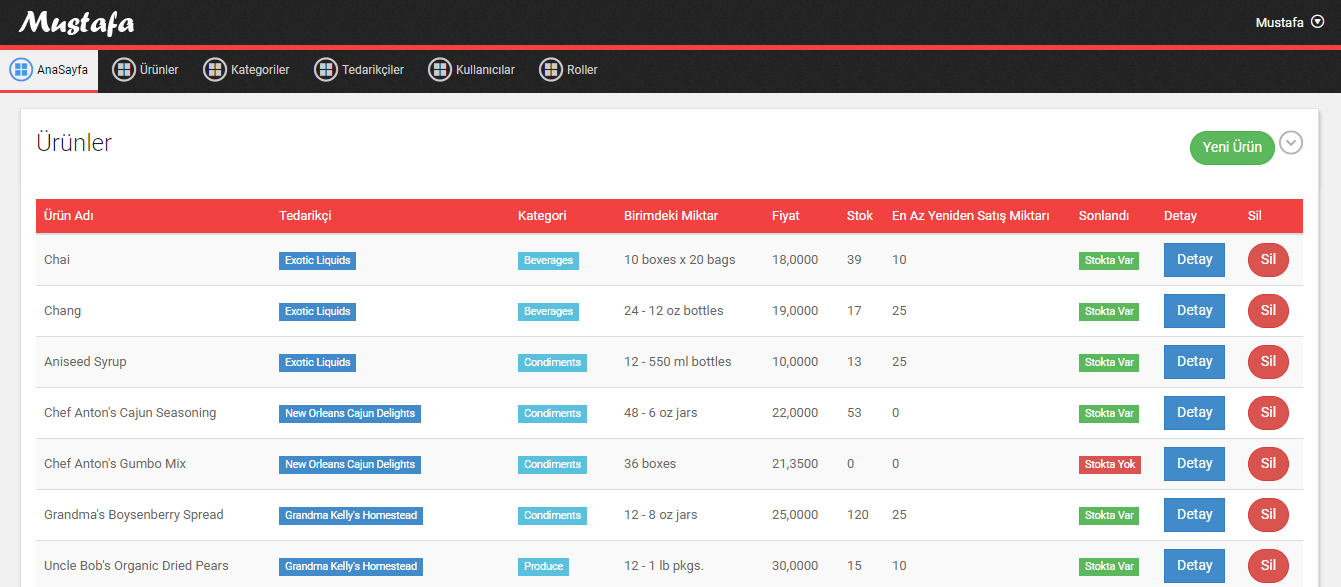 Mustafa
Mustafa
AnaSayfa Ürünler Kategoriler Tedarikçiler Kullanıcılar Roller
Ürünler
Yeni Ürün
Ürün Adı Tedarikçi Kategori Birimdeki Miktar Fiyat Stok En Az Yeniden Satış Miktarı Sonlandı Detay Sil
Chai Exotic Liquids Beverages 10 boxes x 20 bags 18,0000 39 10 Stokta Var Detay Sil
Chang Exotic Liquids Beverages 24 - 12 oz bottles 19,0000 17 25 Stokta Var Detay Sil
Aniseed Syrup Exotic Liquids Condiments 12 - 550 ml bottles 10,0000 13 25 Stokta Var Detay Sil
Chef Anton's Cajun Seasoning New Orleans Cajun Delights Condiments 48 - 6 oz jars 22,0000 53 0 Stokta Var Detay Sil
Chef Anton's Gumbo Mix New Orleans Cajun Delights Condiments 36 boxes 21,3500 0 0 Stokta Yok Detay Sil
Grandma's Boysenberry Spread Grandma Kelly's Homestead Condiments 12 - 8 oz jars 25,0000 120 25 Stokta Var Detay Sil
Uncle Bob's Organic Dried Pears Grandma Kelly's Homestead Produce 12 - 1 lb pkgs. 30,0000 15 10 Stokta Var Detay Sil